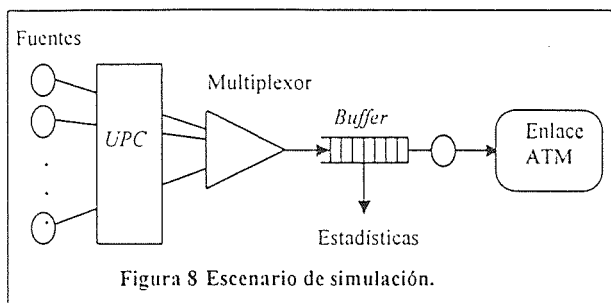 Fuentes
Multiplexor
UPC
Buffer
Enlace
ATM
Estadísticas
Figura 8 Escenario de simulación.